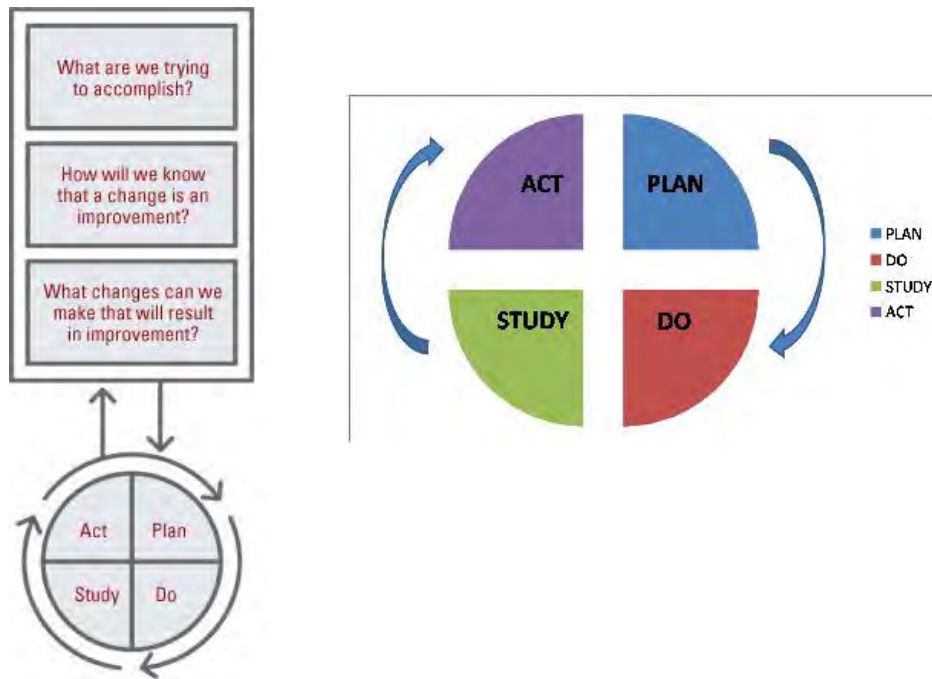 What are we trying
to accomplish?
How will we know
that a change is an
improvement?
What changes can we
make that will result
in improvement?
Act Plan
Study Do
ACT PLAN
STUDY DO
PLAN
DO
STUDY
ACT